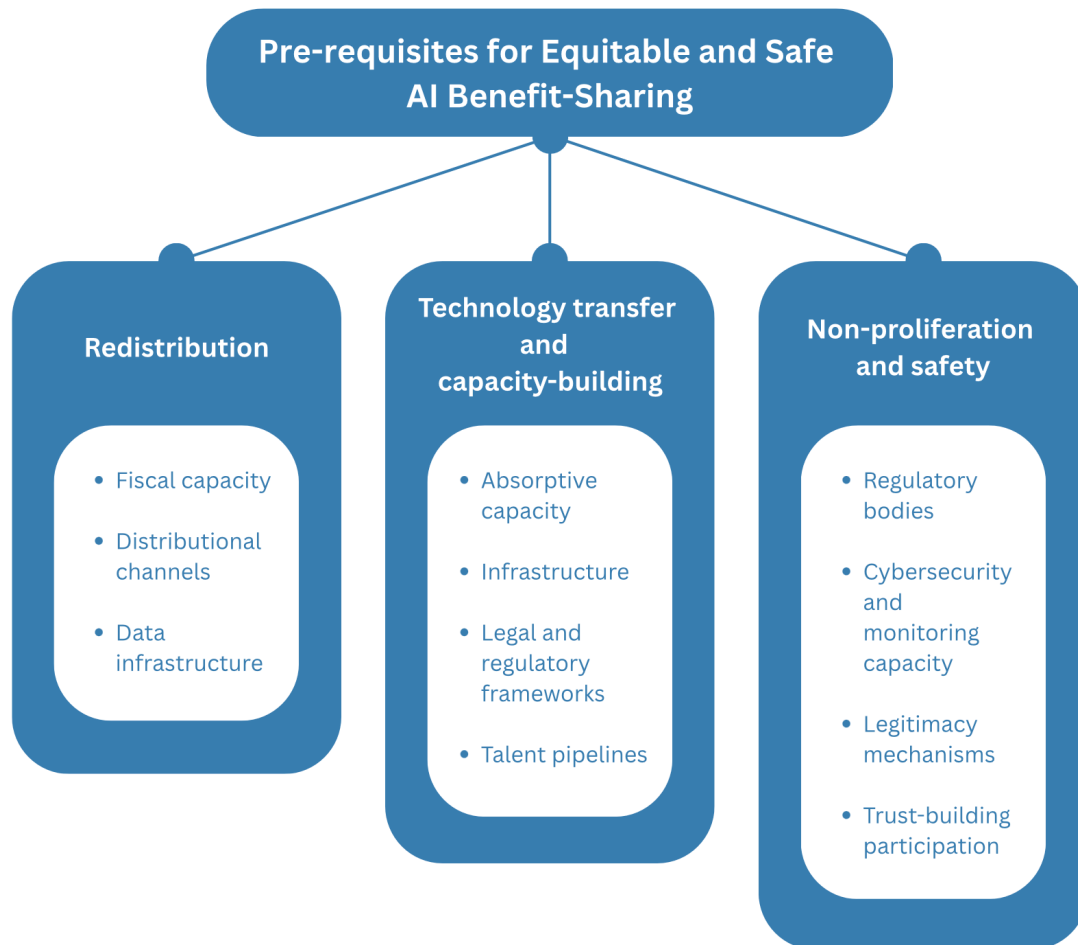 Pre-requisites for Equitable and Safe
AI Benefit-Sharing
Redistribution
• Fiscal capacity
• Distributional
channels
• Data
infrastructure
Technology transfer
and
capacity-building
• Absorptive
capacity
• Infrastructure
• Legal and
regulatory
frameworks
• Talent pipelines
Non-proliferation
and safety
• Regulatory
bodies
• Cybersecurity
and
monitoring
capacity
• Legitimacy
mechanisms
• Trust-building
participation